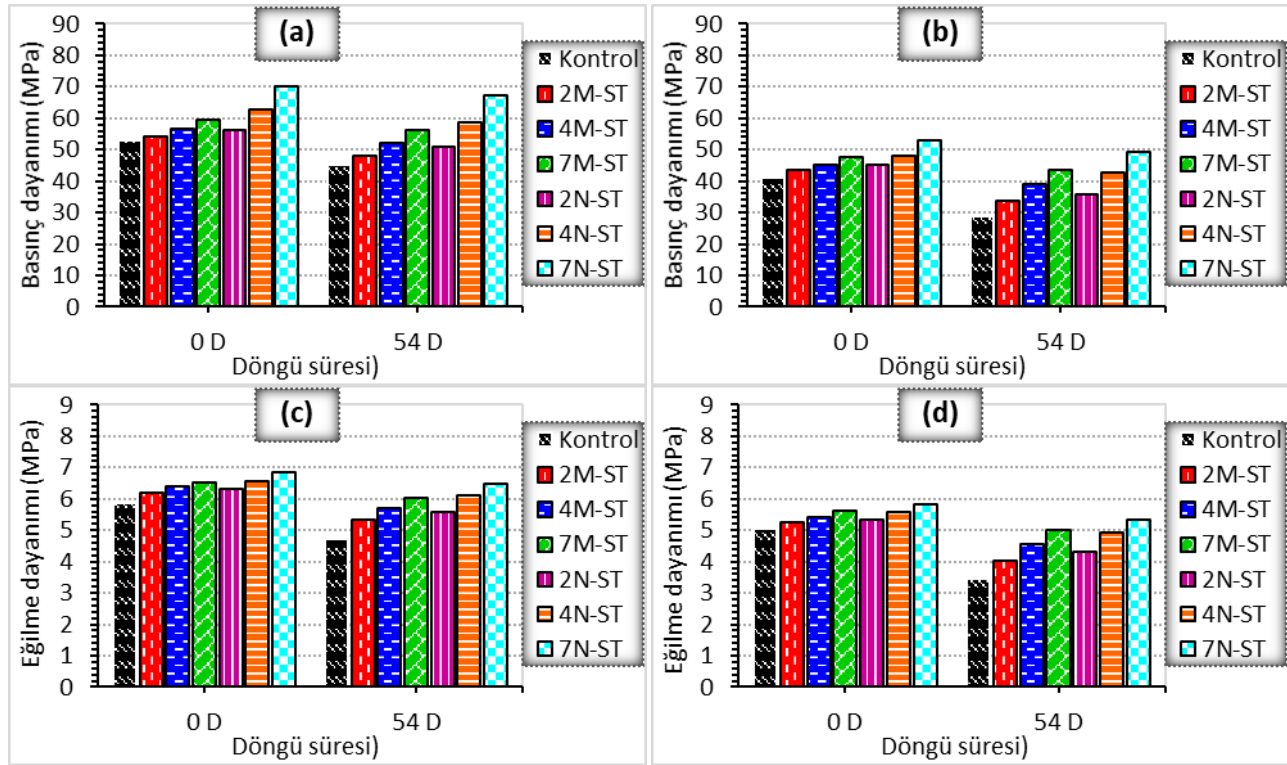 (a)
Basınç dayanımı (MPa)
90
80
70
60
50
40
30
20
10
0
0 D
54 D
Döngü süresi)
Kontrol
2M-ST
4M-ST
7M-ST
2N-ST
4N-ST
7N-ST
(b)
Basınç dayanımı (MPa)
90
80
70
60
50
40
30
20
10
0
0 D
54 D
Döngü süresi)
Kontrol
2M-ST
4M-ST
7M-ST
2N-ST
4N-ST
7N-ST
(c)
Eğilme dayanımı (MPa)
9
8
7
6
5
4
3
2
1
0
0 D
54 D
Döngü süresi)
Kontrol
2M-ST
4M-ST
7M-ST
2N-ST
4N-ST
7N-ST
(d)
Eğilme dayanımı (MPa)
9
8
7
6
5
4
3
2
1
0
0 D
54 D
Döngü süresi)
Kontrol
2M-ST
4M-ST
7M-ST
2N-ST
4N-ST
7N-ST